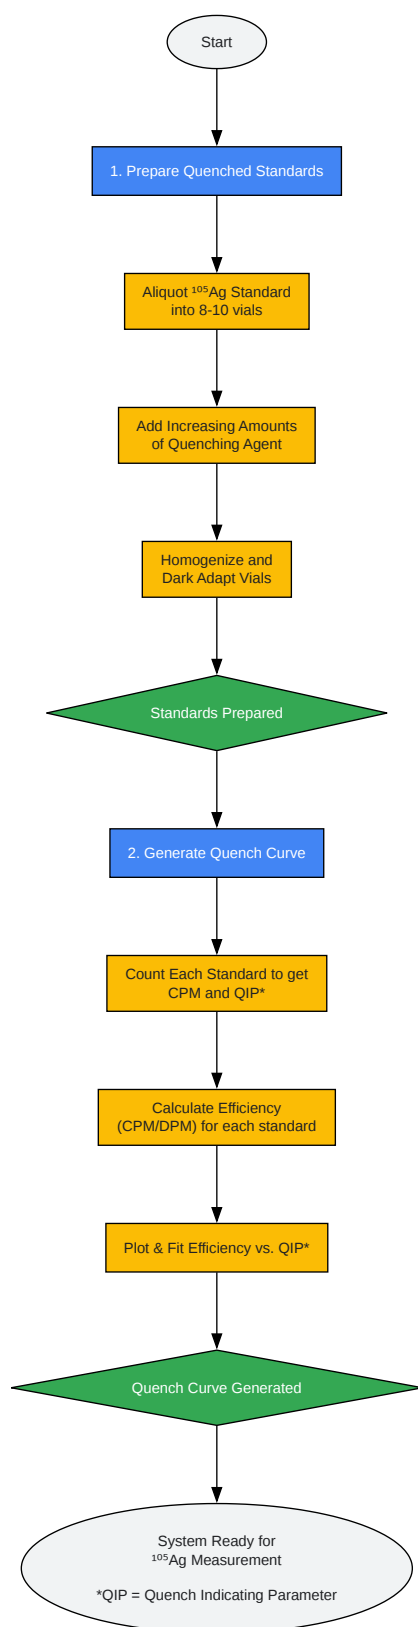 Start
1. Prepare Quenched Standards
Aliquot ¹⁰⁵Ag Standard
into 8-10 vials
Add Increasing Amounts
of Quenching Agent
Homogenize and
Dark Adapt Vials
Standards Prepared
2. Generate Quench Curve
Count Each Standard to get
CPM and QIP*
Calculate Efficiency
(CPM/DPM) for each standard
Plot & Fit Efficiency vs. QIP*
Quench Curve Generated
System Ready for
¹⁰⁵Ag Measurement
*QIP = Quench Indicating Parameter